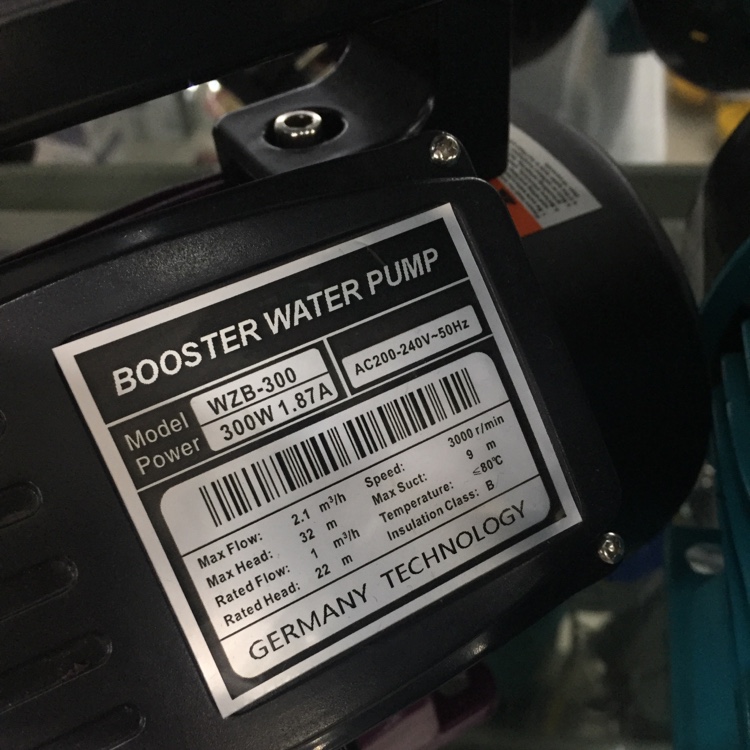 BOOSTER WATER PUMP
Model WZB-300 AC200-240V~50Hz
Power 300W 1.87A
Max Flow: 2.1 m³/h Speed: 3000 r/min
Max Head: 32 m Max Suct: 9 m
Rated Flow: 1 m³/h Temperature: ≤80℃
Rated Head: 22 m Insulation Class: B
GERMANY TECHNOLOGY